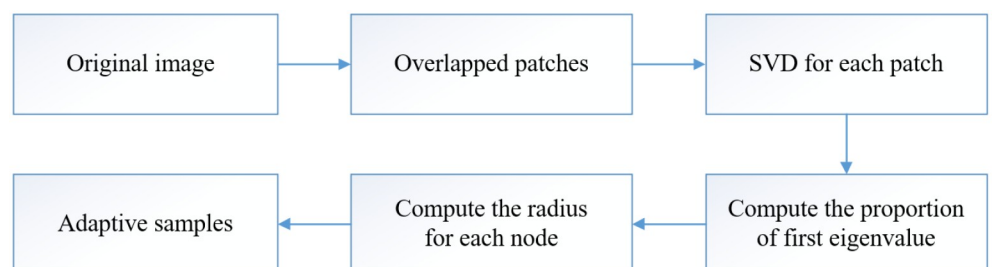 Original image
Overlapped patches
SVD for each patch
Compute the proportion
of first eigenvalue
Compute the radius
for each node
Adaptive samples